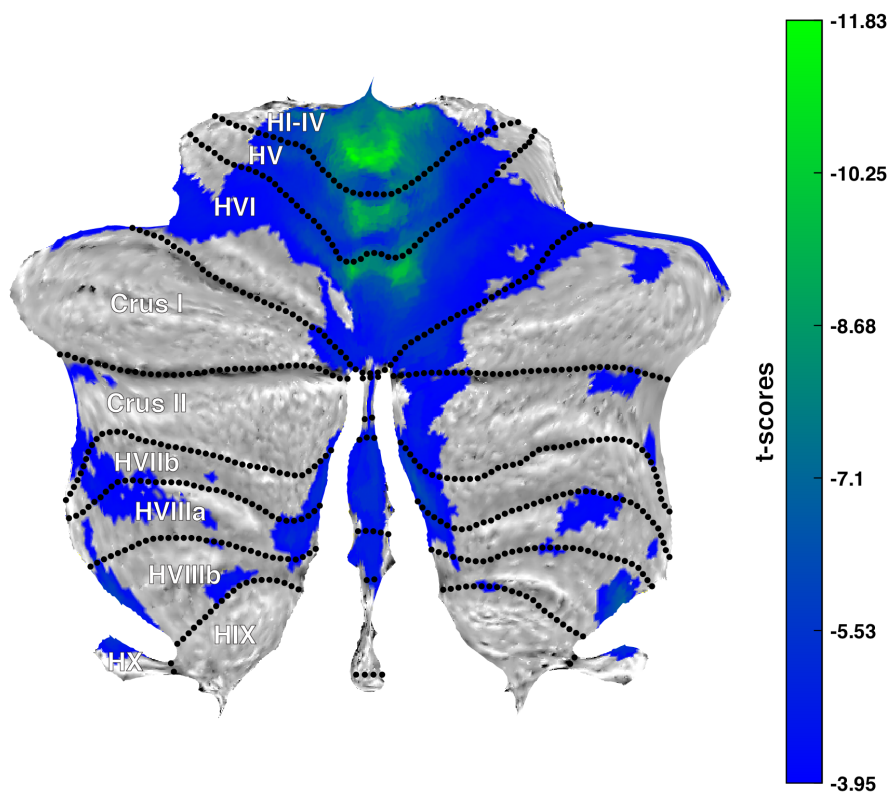 HI-IV
HV
HVI
Crus I
Crus II
HVIIb
HVIIIa
HVIIIb
HIX
HX
t-scores
-11.83
-10.25
-8.68
-7.1
-5.53
-3.95